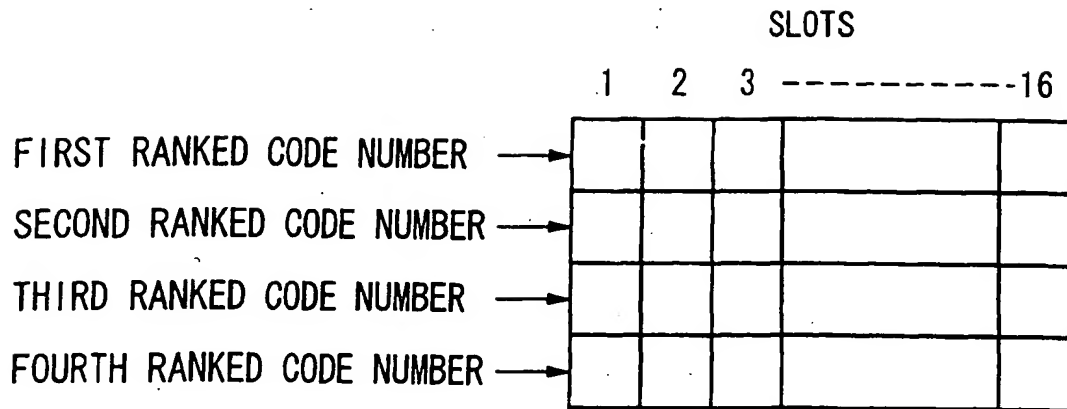 SLOTS
1 2 3 -----------16
FIRST RANKED CODE NUMBER
SECOND RANKED CODE NUMBER
THIRD RANKED CODE NUMBER
FOURTH RANKED CODE NUMBER